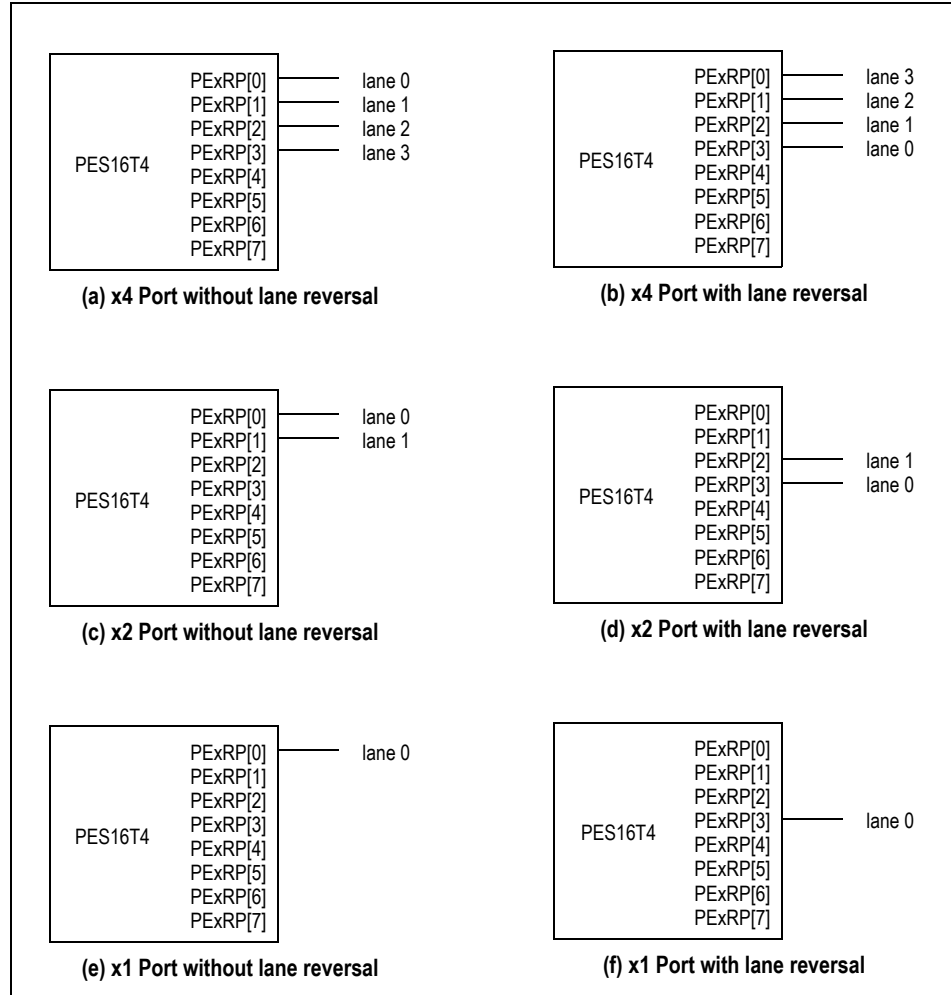 PES16T4
PExRP[0] lane 0
PExRP[1] lane 1
PExRP[2] lane 2
PExRP[3] lane 3
PExRP[4]
PExRP[5]
PExRP[6]
PExRP[7]
(a) x4 Port without lane reversal
PES16T4
PExRP[0] lane 3
PExRP[1] lane 2
PExRP[2] lane 1
PExRP[3] lane 0
PExRP[4]
PExRP[5]
PExRP[6]
PExRP[7]
(b) x4 Port with lane reversal
PES16T4
PExRP[0] lane 0
PExRP[1] lane 1
PExRP[2]
PExRP[3]
PExRP[4]
PExRP[5]
PExRP[6]
PExRP[7]
(c) x2 Port without lane reversal
PES16T4
PExRP[0]
PExRP[1]
PExRP[2] lane 1
PExRP[3] lane 0
PExRP[4]
PExRP[5]
PExRP[6]
PExRP[7]
(d) x2 Port with lane reversal
PES16T4
PExRP[0] lane 0
PExRP[1]
PExRP[2]
PExRP[3]
PExRP[4]
PExRP[5]
PExRP[6]
PExRP[7]
(e) x1 Port without lane reversal
PES16T4
PExRP[0]
PExRP[1]
PExRP[2]
PExRP[3] lane 0
PExRP[4]
PExRP[5]
PExRP[6]
PExRP[7]
(f) x1 Port with lane reversal